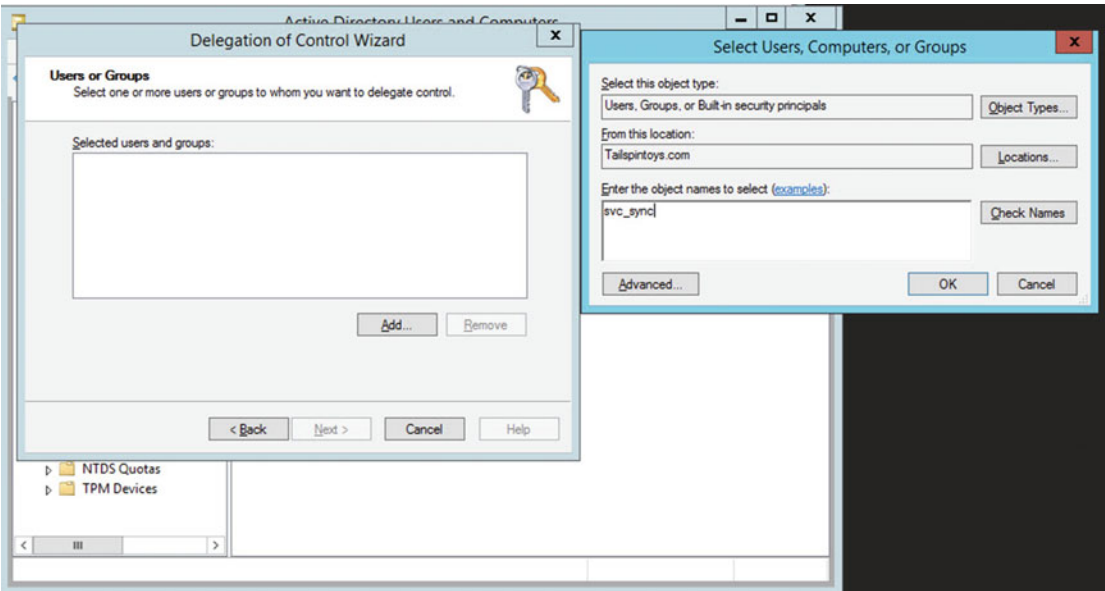 Active Directory Users and Computers
Delegation of Control Wizard
Users or Groups
Select one or more users or groups to whom you want to delegate control.
Selected users and groups:
Add...
Remove
< Back
Next >
Cancel
Help
NTDS Quotas
TPM Devices
Select Users, Computers, or Groups
Select this object type:
Users, Groups, or Built-in security principals
Object Types...
From this location:
Tailspintoys.com
Locations...
Enter the object names to select (examples):
svc_sync
Check Names
Advanced...
OK
Cancel